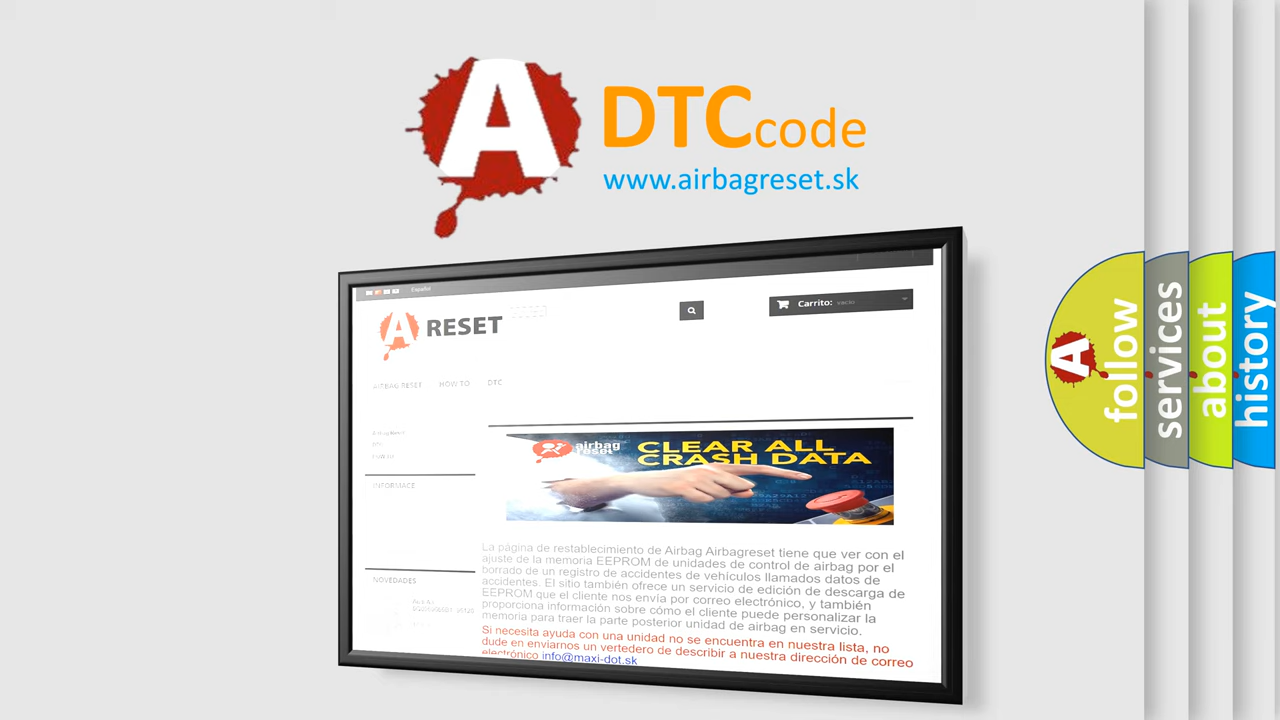 A
DTC code
www.airbagreset.sk
Español
A RESET
Carrito: vacío
AIRBAG RESET HOW TO DTC
INFORMACE
NOVEDADES
airbag
reset
CLEAR ALL
CRASH DATA
La página de restablecimiento de Airbag Airbagreset tiene que ver con el
ajuste de la memoria EEPROM de unidades de control de airbag por el
borrado de un registro de accidentes de vehículos llamados datos de
accidentes. El sitio también ofrece un servicio de edición de descarga de
EEPROM que el cliente nos envía por correo electrónico, y también
proporciona información sobre cómo el cliente puede personalizar la
memoria para traer la parte posterior unidad de airbag en servicio.
Si necesita ayuda con una unidad no se encuentra en nuestra lista, no
dude en enviarnos un vertedero de describir a nuestra dirección de correo
electrónico info@maxi-dot.sk
A
follow
services
about
history